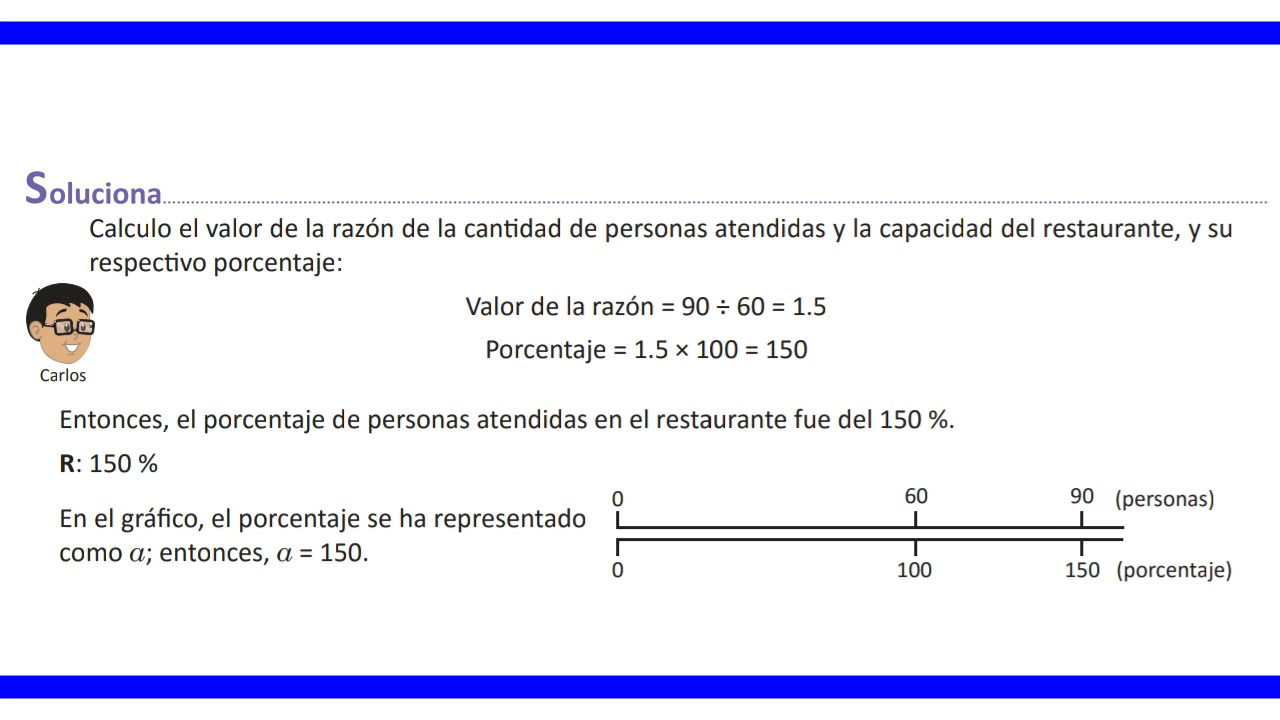 Soluciona
Calculo el valor de la razón de la cantidad de personas atendidas y la capacidad del restaurante, y su
respectivo porcentaje:
Valor de la razón = 90 ÷ 60 = 1.5
Porcentaje = 1.5 × 100 = 150
Carlos
Entonces, el porcentaje de personas atendidas en el restaurante fue del 150 %.
R: 150 %
En el gráfico, el porcentaje se ha representado
como a; entonces, a = 150.
0 60 90 (personas)
0 100 150 (porcentaje)